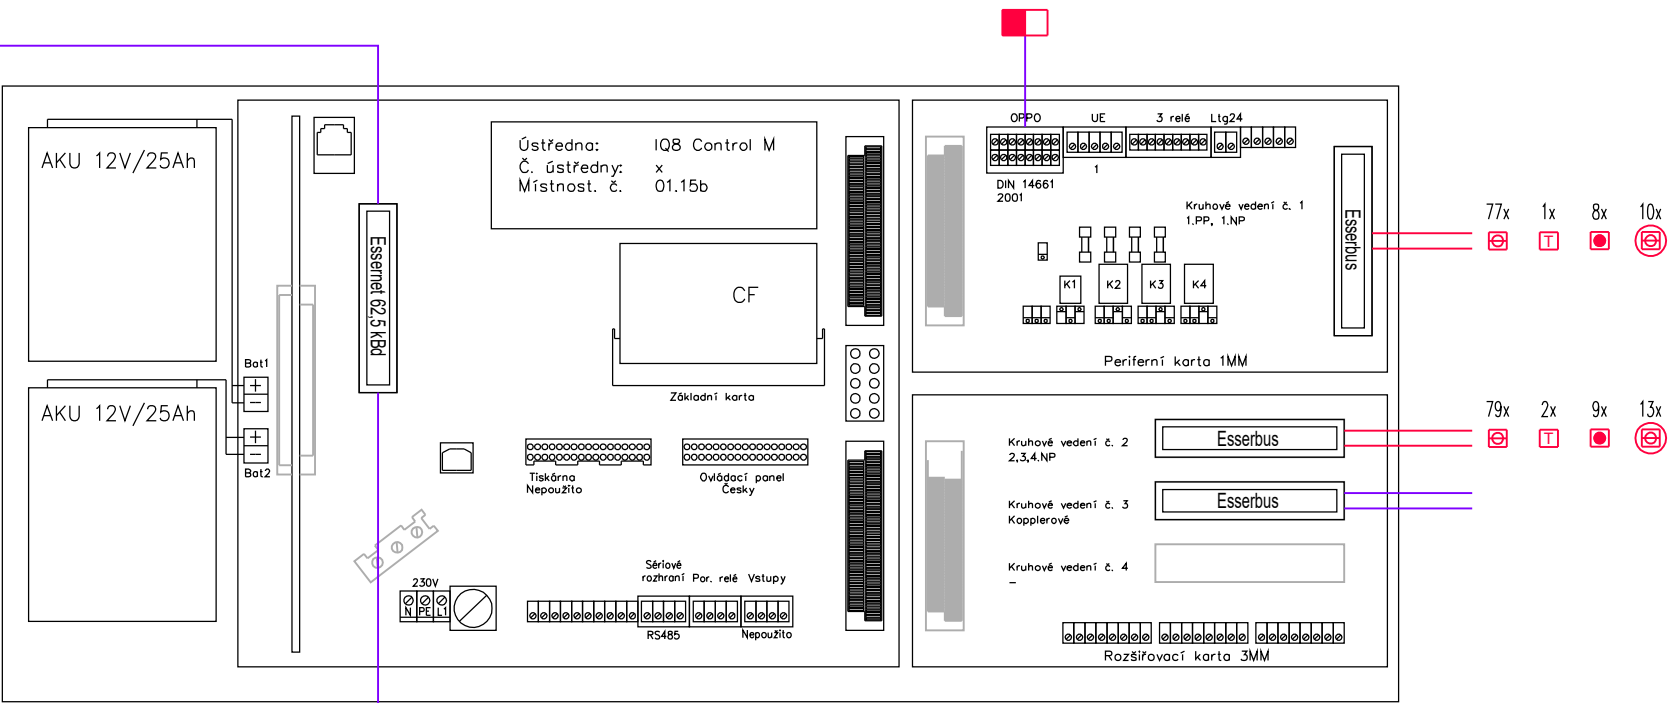 AKU 12V/25Ah
AKU 12V/25Ah
Bat1
+
−
+
−
Bat2
Essernet 62,5 kBd
Ústředna: IQ8 Control M
Č. ústředny: x
Místnost. č. 01.15b
CF
Základní karta
Tiskárna
Nepoužito
Ovládací panel
Česky
230V
N PE L1
Sériové
rozhraní Por. relé Vstupy
RS485
Nepoužito
OPPO UE 3 relé Ltg24
1
DIN 14661
2001
Kruhové vedení č. 1
1.PP, 1.NP
K1 K2 K3 K4
Esserbus
Periferní karta 1MM
77x 1x 8x 10x
T
Kruhové vedení č. 2
2,3,4.NP
Esserbus
79x 2x 9x 13x
T
Kruhové vedení č. 3
Kopplerové
Esserbus
Kruhové vedení č. 4
–
Rozšiřovací karta 3MM